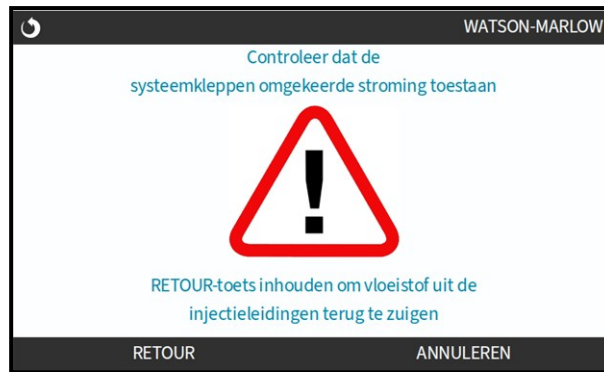 WATSON-MARLOW
Controleer dat de
systeemkleppen omgekeerde stroming toestaan
!
RETOUR-toets inhouden om vloeistof uit de
injectieleidingen terug te zuigen
RETOUR ANNULEREN